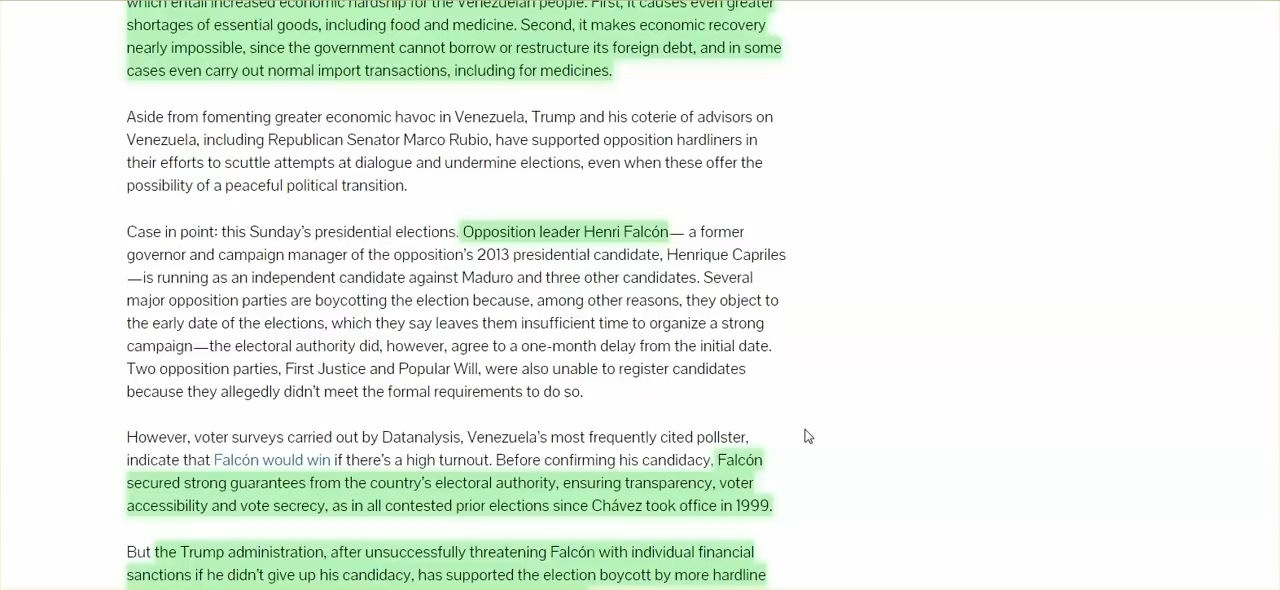 which entail increased economic hardship for the Venezuelan people. First, it causes even greater
shortages of essential goods, including food and medicine. Second, it makes economic recovery
nearly impossible, since the government cannot borrow or restructure its foreign debt, and in some
cases even carry out normal import transactions, including for medicines.
Aside from fomenting greater economic havoc in Venezuela, Trump and his coterie of advisors on
Venezuela, including Republican Senator Marco Rubio, have supported opposition hardliners in
their efforts to scuttle attempts at dialogue and undermine elections, even when these offer the
possibility of a peaceful political transition.
Case in point: this Sunday’s presidential elections. Opposition leader Henri Falcón— a former
governor and campaign manager of the opposition’s 2013 presidential candidate, Henrique Capriles
—is running as an independent candidate against Maduro and three other candidates. Several
major opposition parties are boycotting the election because, among other reasons, they object to
the early date of the elections, which they say leaves them insufficient time to organize a strong
campaign—the electoral authority did, however, agree to a one-month delay from the initial date.
Two opposition parties, First Justice and Popular Will, were also unable to register candidates
because they allegedly didn’t meet the formal requirements to do so.
However, voter surveys carried out by Datanalysis, Venezuela’s most frequently cited pollster,
indicate that Falcón would win if there’s a high turnout. Before confirming his candidacy, Falcón
secured strong guarantees from the country’s electoral authority, ensuring transparency, voter
accessibility and vote secrecy, as in all contested prior elections since Chávez took office in 1999.
But the Trump administration, after unsuccessfully threatening Falcón with individual financial
sanctions if he didn’t give up his candidacy, has supported the election boycott by more hardline